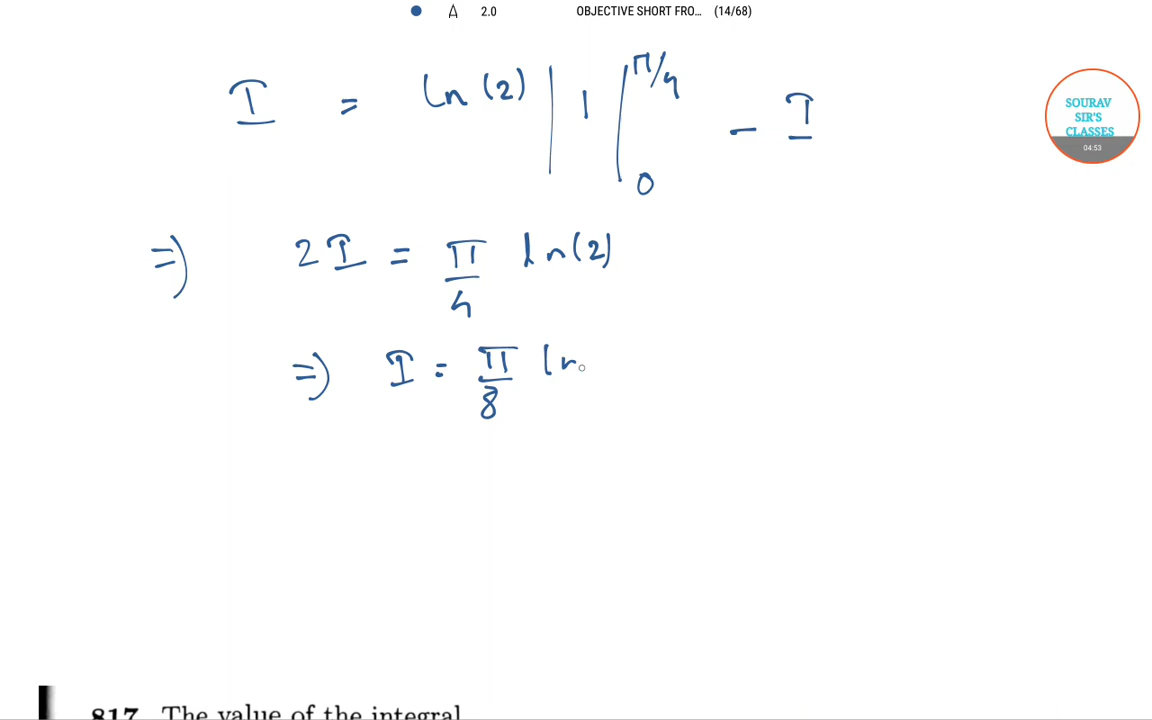 2.0 OBJECTIVE SHORT FRO... (14/68)
I = ln (2) | 1 |₀^π/4 - I
SOURAV
SIR'S
CLASSES
04:53
=) 2I = π/4 ln(2)
=) I = π/8 ln
817 The value of the integral